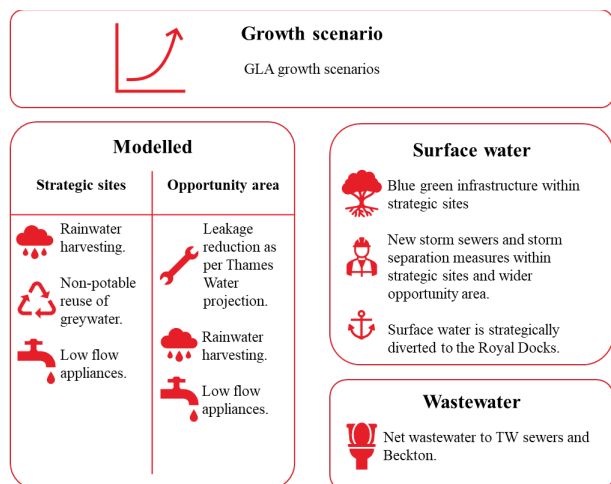 Growth scenario
GLA growth scenarios
Modelled
Strategic sites
Rainwater
harvesting.
Non-potable
reuse of
greywater.
Low flow
appliances.
Opportunity area
Leakage
reduction as
per Thames
Water
projection.
Rainwater
harvesting.
Low flow
appliances.
Surface water
Blue green infrastructure within
strategic sites
New storm sewers and storm
separation measures within
strategic sites and wider
opportunity area.
Surface water is strategically
diverted to the Royal Docks.
Wastewater
Net wastewater to TW sewers and
Beckton.